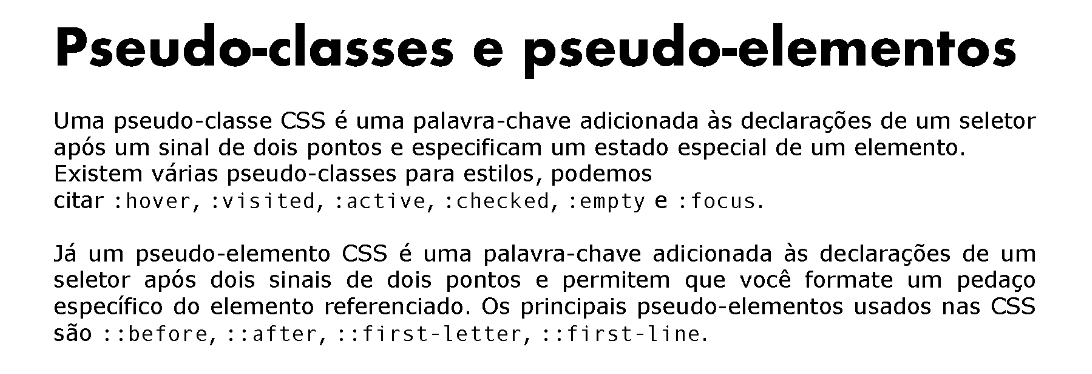 Pseudo-classes e pseudo-elementos
Uma pseudo-classe CSS é uma palavra-chave adicionada às declarações de um seletor
após um sinal de dois pontos e especificam um estado especial de um elemento.
Existem várias pseudo-classes para estilos, podemos
citar :hover, :visited, :active, :checked, :empty e :focus.
Já um pseudo-elemento CSS é uma palavra-chave adicionada às declarações de um
seletor após dois sinais de dois pontos e permitem que você formate um pedaço
específico do elemento referenciado. Os principais pseudo-elementos usados nas CSS
são ::before, ::after, ::first-letter, ::first-line.